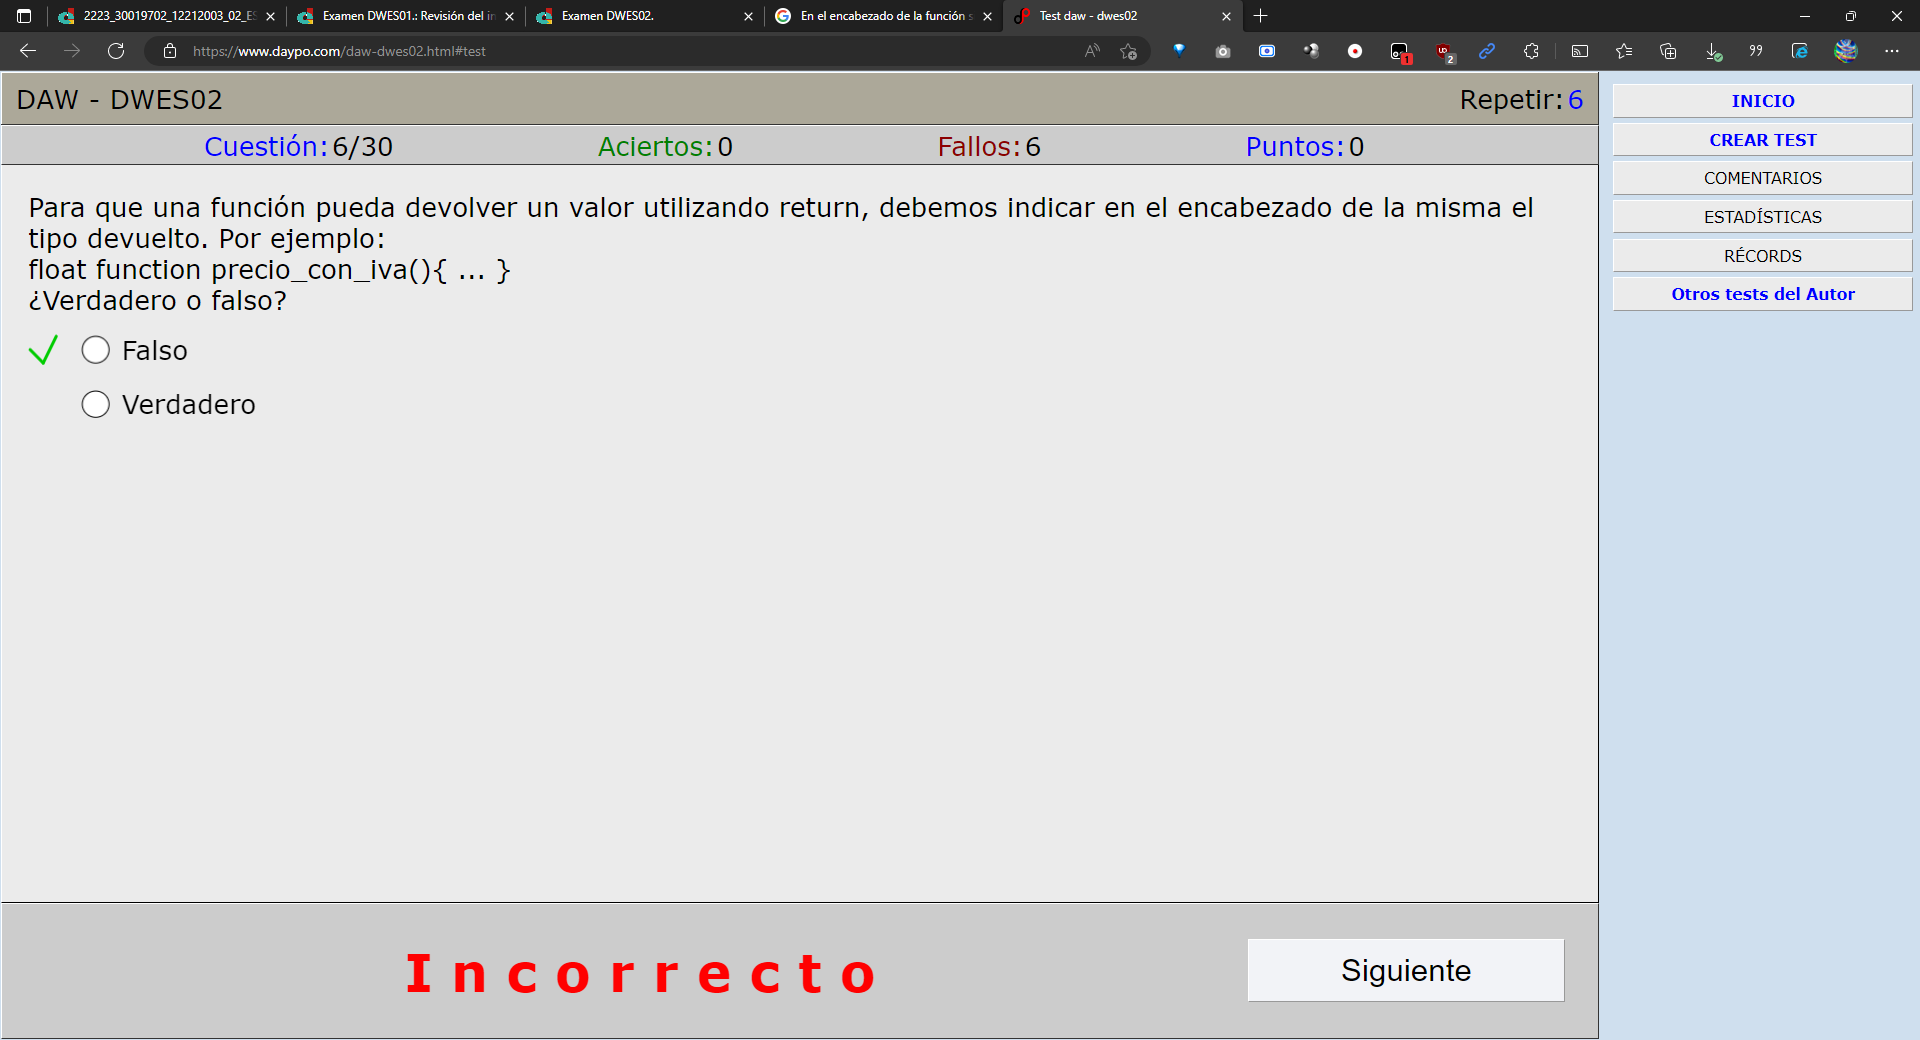 2223_30019702_12212003_02_ES
Examen DWES01.: Revisión del in
Examen DWES02.
En el encabezado de la función s
Test daw - dwes02
https://www.daypo.com/daw-dwes02.html#test
1
2
DAW - DWES02
Repetir: 6
Cuestión: 6/30
Aciertos: 0
Fallos: 6
Puntos: 0
Para que una función pueda devolver un valor utilizando return, debemos indicar en el encabezado de la misma el
tipo devuelto. Por ejemplo:
float function precio_con_iva(){ ... }
¿Verdadero o falso?
Falso
Verdadero
Incorrecto
Siguiente
INICIO
CREAR TEST
COMENTARIOS
ESTADÍSTICAS
RÉCORDS
Otros tests del Autor